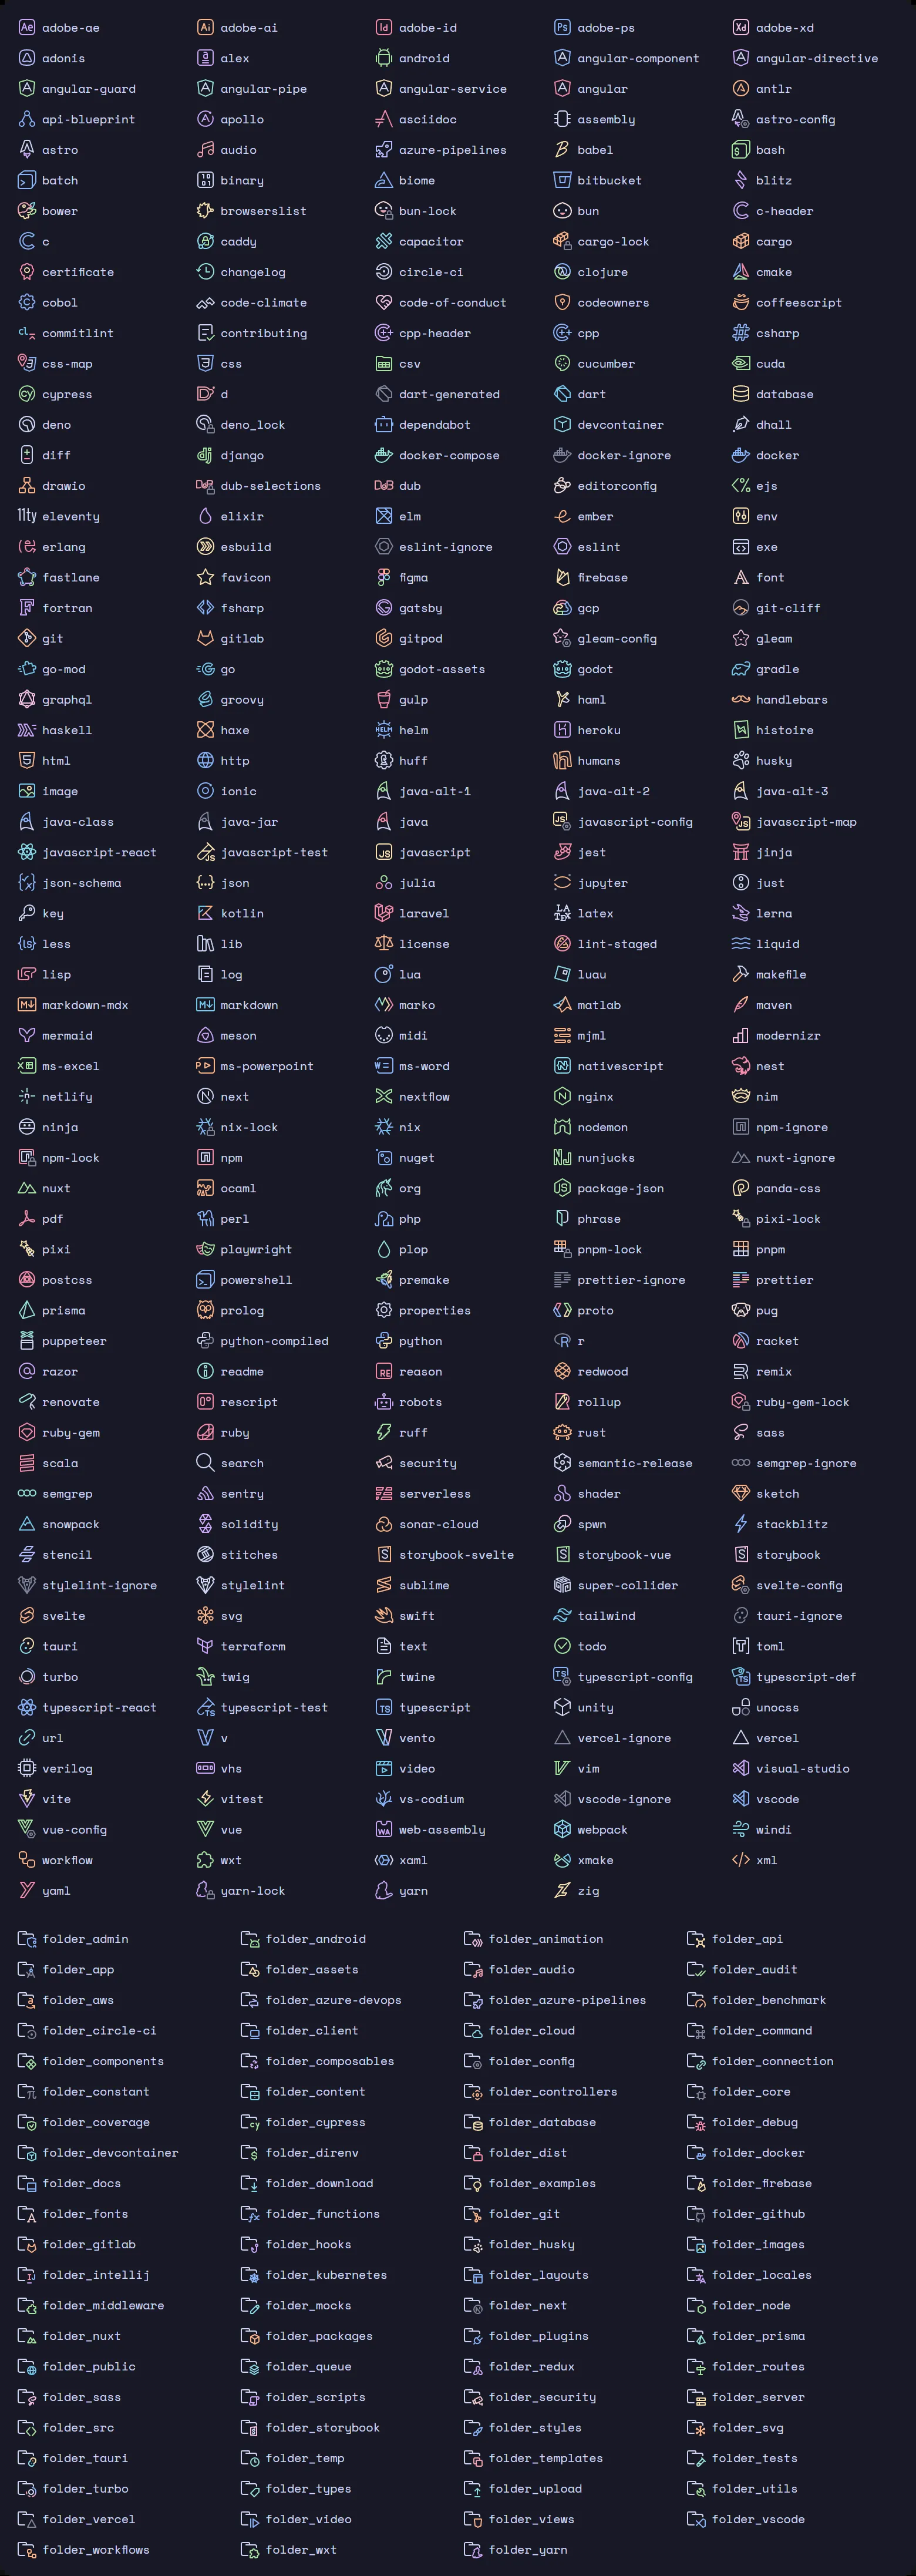 adobe-ae adobe-ai adobe-id adobe-ps adobe-xd
adonis alex android angular-component angular-directive
angular-guard angular-pipe angular-service angular antlr
api-blueprint apollo asciidoc assembly astro-config
astro audio azure-pipelines babel bash
batch binary biome bitbucket blitz
bower browserslist bun-lock bun c-header
c caddy capacitor cargo-lock cargo
certificate changelog circle-ci clojure cmake
cobol code-climate code-of-conduct codeowners coffeescript
commitlint contributing cpp-header cpp csharp
css-map css csv cucumber cuda
cypress d dart-generated dart database
deno deno_lock dependabot devcontainer dhall
diff django docker-compose docker-ignore docker
drawio dub-selections dub editorconfig ejs
eleventy elixir elm ember env
erlang esbuild eslint-ignore eslint exe
fastlane favicon figma firebase font
fortran fsharp gatsby gcp git-cliff
git gitlab gitpod gleam-config gleam
go-mod go godot-assets godot gradle
graphql groovy gulp haml handlebars
haskell haxe helm heroku histoire
html http huff humans husky
image ionic java-alt-1 java-alt-2 java-alt-3
java-class java-jar java javascript-config javascript-map
javascript-react javascript-test javascript jest jinja
json-schema json julia jupyter just
key kotlin laravel latex lerna
less lib license lint-staged liquid
lisp log lua luau makefile
markdown-mdx markdown marko matlab maven
mermaid meson midi mjml modernizr
ms-excel ms-powerpoint ms-word nativescript nest
netlify next nextflow nginx nim
ninja nix-lock nix nodemon npm-ignore
npm-lock npm nuget nunjucks nuxt-ignore
nuxt ocaml org package-json panda-css
pdf perl php phrase pixi-lock
pixi playwright plop pnpm-lock pnpm
postcss powershell premake prettier-ignore prettier
prisma prolog properties proto pug
puppeteer python-compiled python r racket
razor readme reason redwood remix
renovate rescript robots rollup ruby-gem-lock
ruby-gem ruby ruff rust sass
scala search security semantic-release semgrep-ignore
semgrep sentry serverless shader sketch
snowpack solidity sonar-cloud spwn stackblitz
stencil stitches storybook-svelte storybook-vue storybook
stylelint-ignore stylelint sublime super-collider svelte-config
svelte svg swift tailwind tauri-ignore
tauri terraform text todo toml
turbo twig twine typescript-config typescript-def
typescript-react typescript-test typescript unity unocss
url v vento vercel-ignore vercel
verilog vhs video vim visual-studio
vite vitest vs-codium vscode-ignore vscode
vue-config vue web-assembly webpack windi
workflow wxt xaml xmake xml
yaml yarn-lock yarn zig
folder_admin folder_android folder_animation folder_api
folder_app folder_assets folder_audio folder_audit
folder_aws folder_azure-devops folder_azure-pipelines folder_benchmark
folder_circle-ci folder_client folder_cloud folder_command
folder_components folder_composables folder_config folder_connection
folder_constant folder_content folder_controllers folder_core
folder_coverage folder_cypress folder_database folder_debug
folder_devcontainer folder_direnv folder_dist folder_docker
folder_docs folder_download folder_examples folder_firebase
folder_fonts folder_functions folder_git folder_github
folder_gitlab folder_hooks folder_husky folder_images
folder_intellij folder_kubernetes folder_layouts folder_locales
folder_middleware folder_mocks folder_next folder_node
folder_nuxt folder_packages folder_plugins folder_prisma
folder_public folder_queue folder_redux folder_routes
folder_sass folder_scripts folder_security folder_server
folder_src folder_storybook folder_styles folder_svg
folder_tauri folder_temp folder_templates folder_tests
folder_turbo folder_types folder_upload folder_utils
folder_vercel folder_video folder_views folder_vscode
folder_workflows folder_wxt folder_yarn